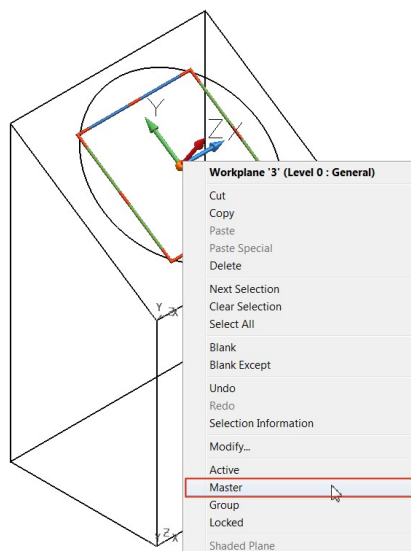 Y
Z
X
Workplane '3' (Level 0 : General)
Cut
Copy
Paste
Paste Special
Delete
Next Selection
Clear Selection
Select All
Y
Z
X
Blank
Blank Except
Undo
Redo
Selection Information
Modify...
Active
Master
Group
Locked
Y
Z
X
Shaded Plane